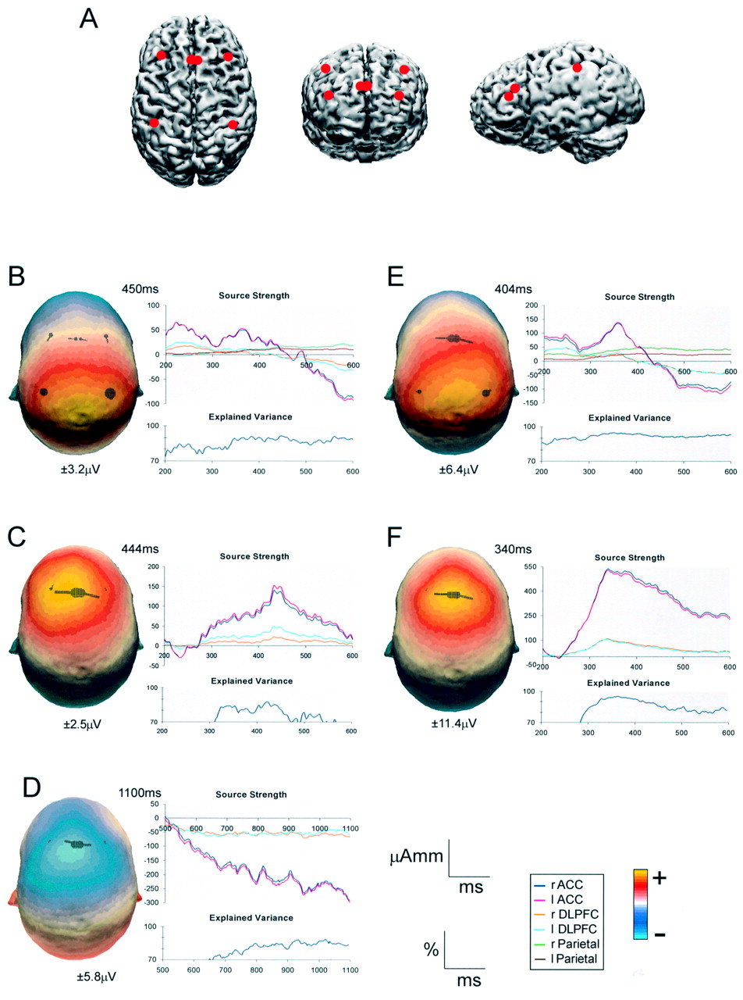 A
B
450ms
Source Strength
100
50
0
-50
-100
200
300
400
500
600
Explained Variance
100
70
200 300 400 500 600
±3.2µV
E
404ms
Source Strength
200
150
100
50
0
-50
-100
-150
200 300 400 500 600
Explained Variance
100
70
200 300 400 500 600
±6.4µV
C
444ms
Source Strength
200
150
100
50
0
-50
200 300 400 500 600
Explained Variance
100
70
200 300 400 500 600
±2.5µV
F
340ms
Source Strength
550
400
250
100
-50
200 300 400 500 600
Explained Variance
100
70
200 300 400 500 600
±11.4µV
D
1100ms
Source Strength
50
0
-50
-100
-150
-200
-250
-300
500 600 700 800 900 1000 1100
Explained Variance
100
70
500 600 700 800 900 1000 1100
±5.8µV
µAmm
ms
%
ms
r ACC
l ACC
r DLPFC
l DLPFC
r Parietal
l Parietal
+
−